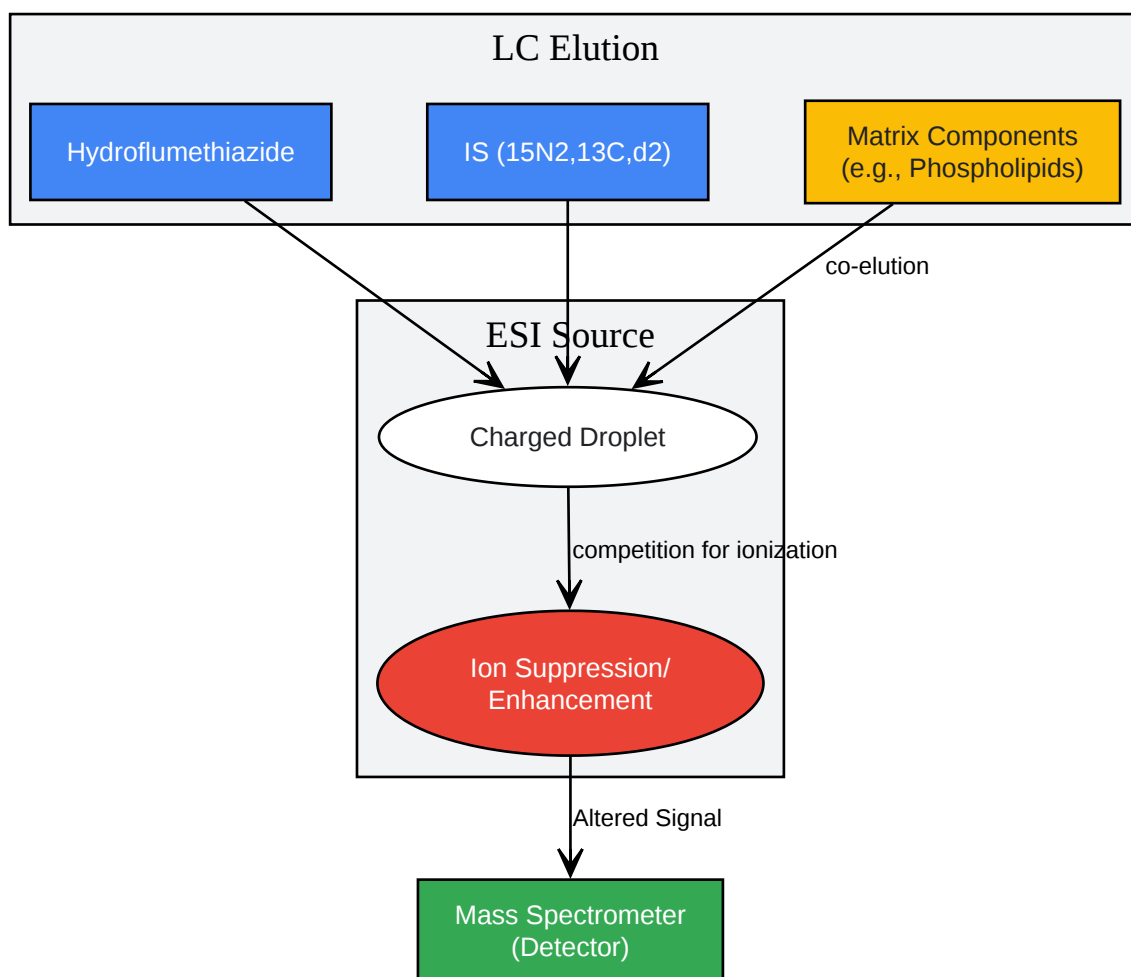 LC Elution
Hydroflumethiazide
IS (15N2,13C,d2)
Matrix Components
(e.g., Phospholipids)
co-elution
ESI Source
Charged Droplet
competition for ionization
Ion Suppression/
Enhancement
Altered Signal
Mass Spectrometer
(Detector)